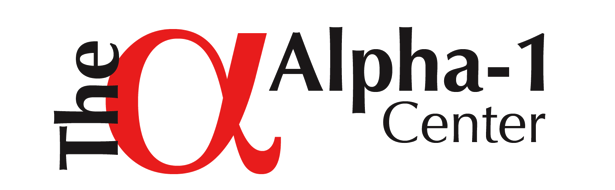 The
α
Alpha-1
Center